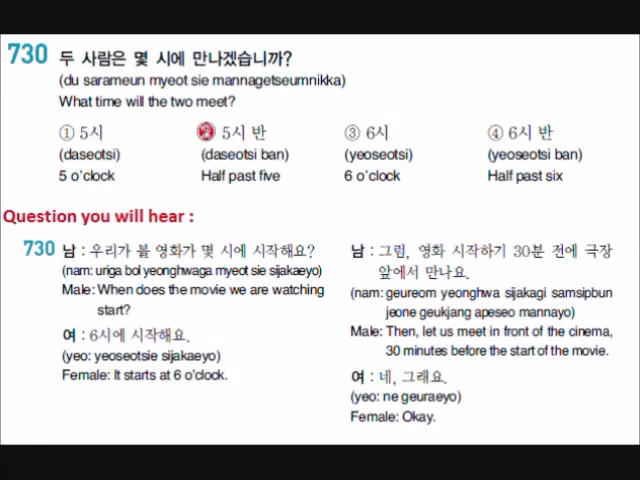 730 두 사람은 몇 시에 만나겠습니까?
(du sarameun myeot sie mannagetseumnikka)
What time will the two meet?
① 5시 ② 5시 반 ③ 6시 ④ 6시 반
(daseotsi) (daseotsi ban) (yeoseotsi) (yeoseotsi ban)
5 o'clock Half past five 6 o'clock Half past six
Question you will hear :
730 남 : 우리가 볼 영화가 몇 시에 시작해요?
(nam: uriga bol yeonghwaga myeot sie sijakaeyo)
Male: When does the movie we are watching
start?
여 : 6시에 시작해요.
(yeo: yeoseotsie sijakaeyo)
Female: It starts at 6 o'clock.
남 : 그럼, 영화 시작하기 30분 전에 극장
앞에서 만나요.
(nam: geureom yeonghwa sijakagi samsipbun
jeone geukjang apeseo mannayo)
Male: Then, let us meet in front of the cinema,
30 minutes before the start of the movie.
여 : 네, 그래요.
(yeo: ne geuraeyo)
Female: Okay.